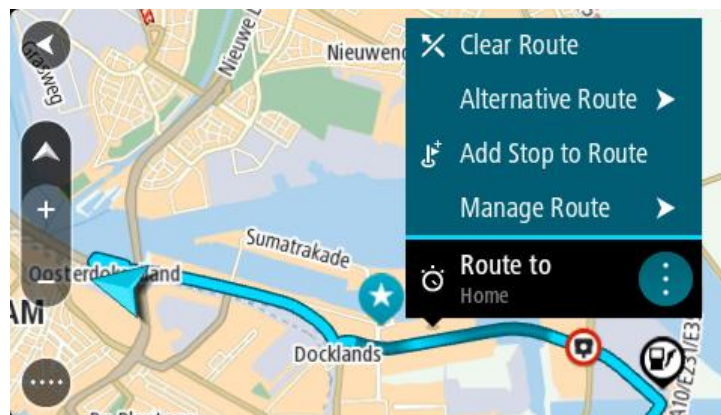 Grasweg
Nieuwe L
Nieuwend
Clear Route
Alternative Route
Add Stop to Route
Manage Route
Route to
Home
Sumatrakade
Docklands
AM
A10/E231/E3